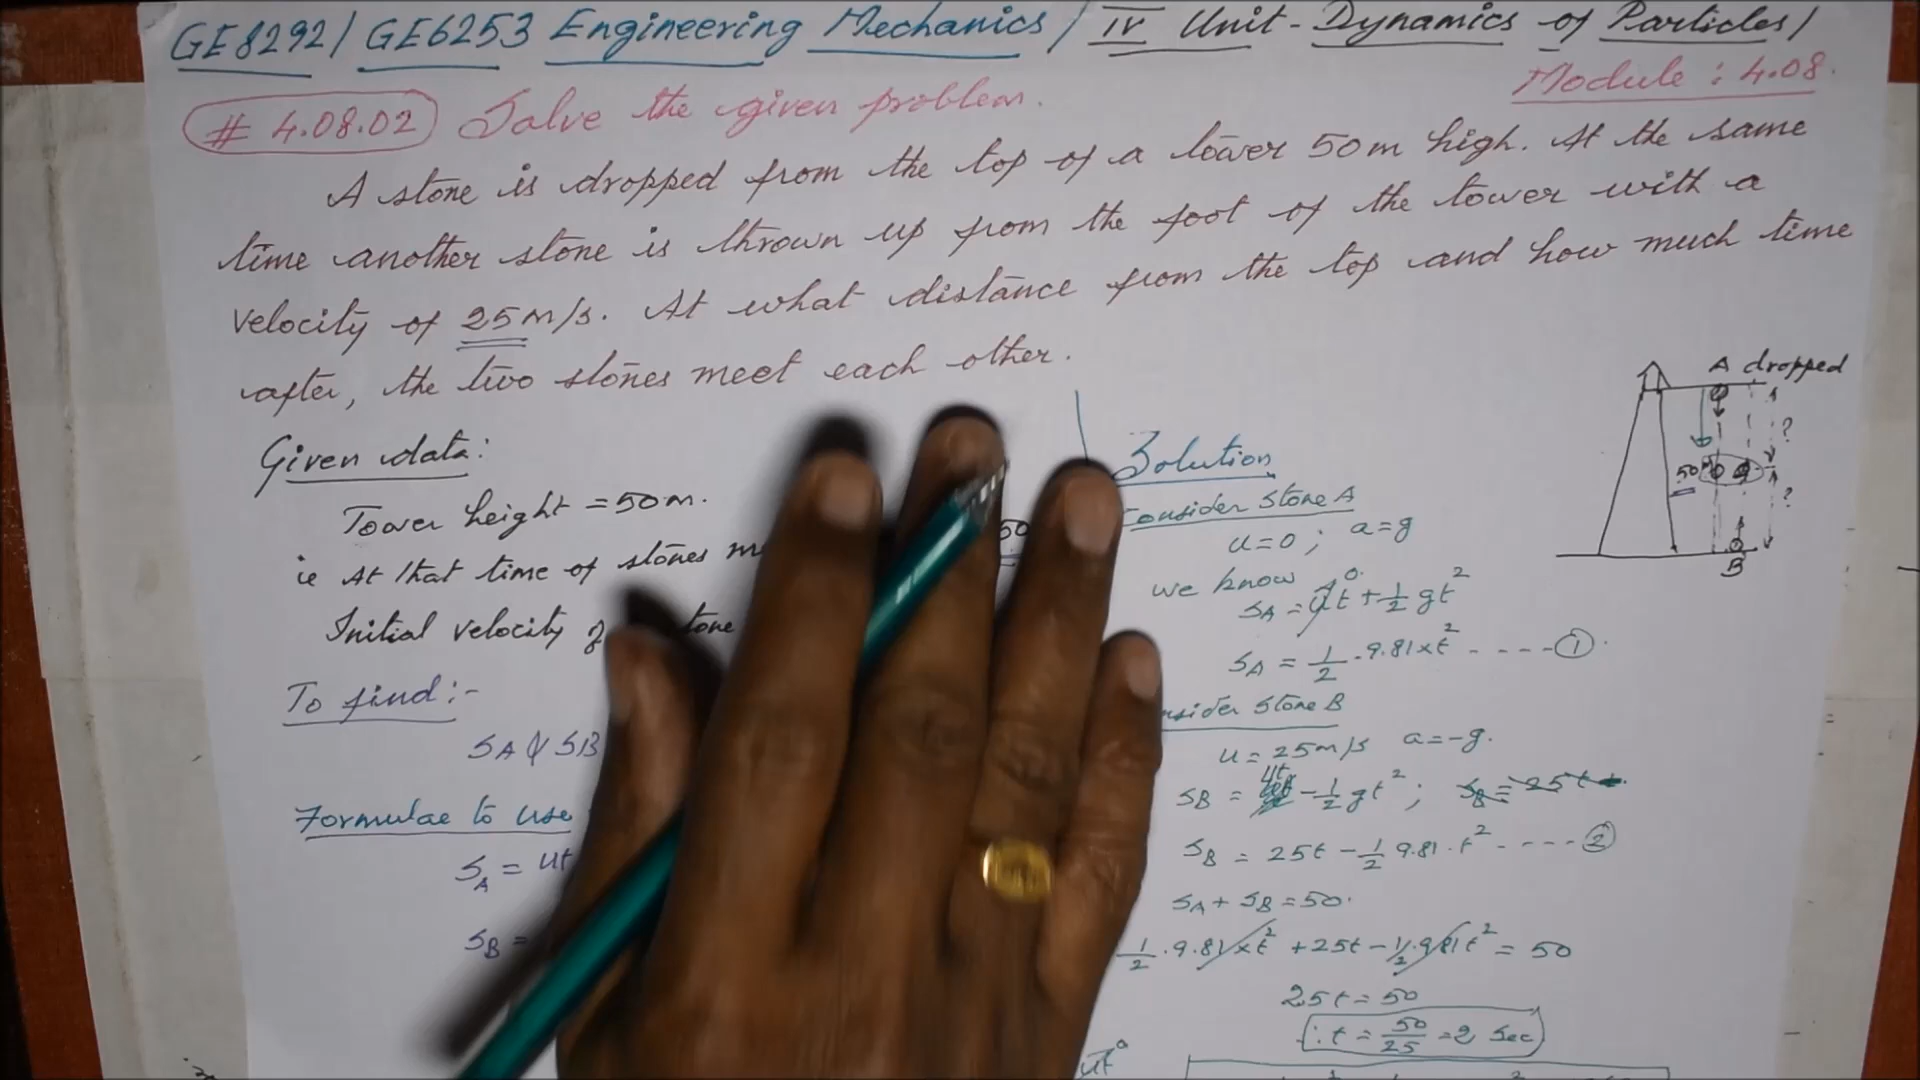 GE8292/ GE6253 Engineering Mechanics/ IV Unit - Dynamics of Particles/
Module : 4.08.
# 4.08.02 Solve the given problem.
A stone is dropped from the top of a tower 50m high. At the same
time another stone is thrown up from the foot of the tower with a
velocity of 25m/s. At what distance from the top and how much time
after, the two stones meet each other.
Given data:
Tower height = 50m.
ie At that time of stones
50
Initial velocity
To find:-
SA & SB
Formulae to use
SA = ut
SB =
A dropped
?
50m
?
B
Solution
Consider Stone A
u=0 ; a=g
we know
SA = ut⁰ + 1/2 gt²
SA = 1/2 . 9.81 x t² ---- ①
Stone B
u = 25m/s a = -g.
SB = ut - 1/2 gt² ; SB = 25t
SB = 25t - 1/2 9.81 . t² ---- ②
SA + SB = 50.
1/2 . 9.81 x t² + 25t - 1/2 . 9.81 t² = 50
25t = 50
∴ t = 50/25 = 2 Sec
ut⁰